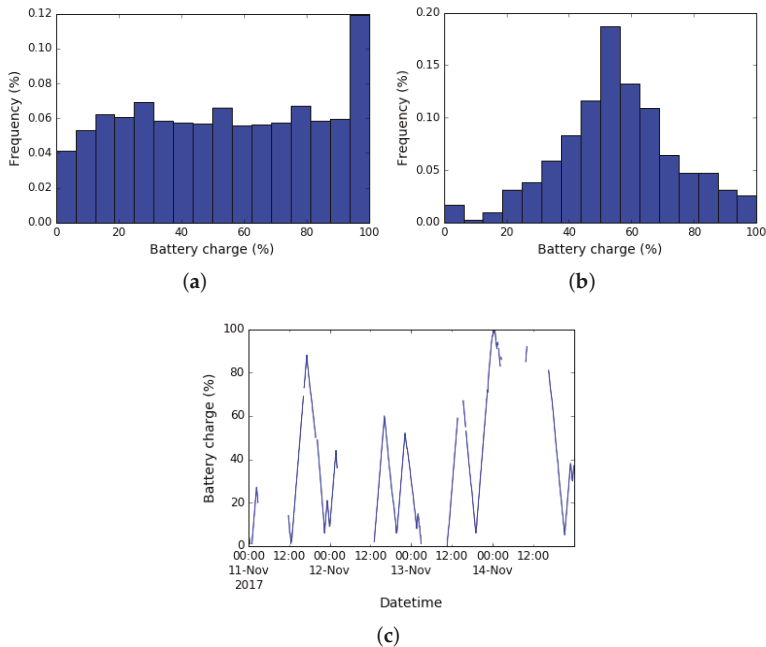 0.12
0.10
0.08
0.06
0.04
0.02
0.00
Frequency (%)
0 20 40 60 80 100
Battery charge (%)
(a)
0.20
0.15
0.10
0.05
0.00
Frequency (%)
0 20 40 60 80 100
Battery charge (%)
(b)
100
80
60
40
20
0
Battery charge (%)
00:00 12:00 00:00 12:00 00:00 12:00 00:00 12:00
11-Nov 12-Nov 13-Nov 14-Nov
2017
Datetime
(c)